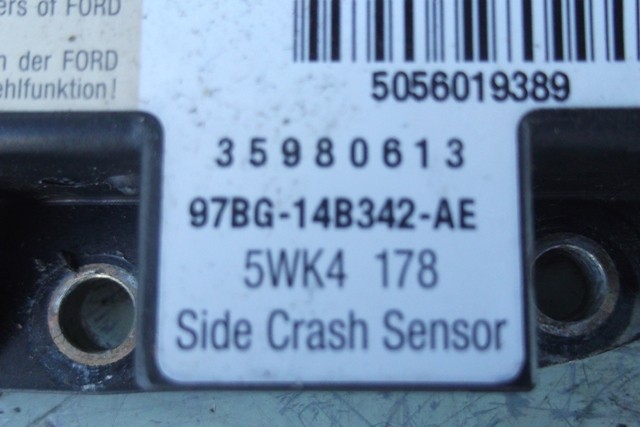 ers of FORD
n der FORD
ehlfunktion!
5056019389
35980613
97BG-14B342-AE
5WK4 178
Side Crash Sensor